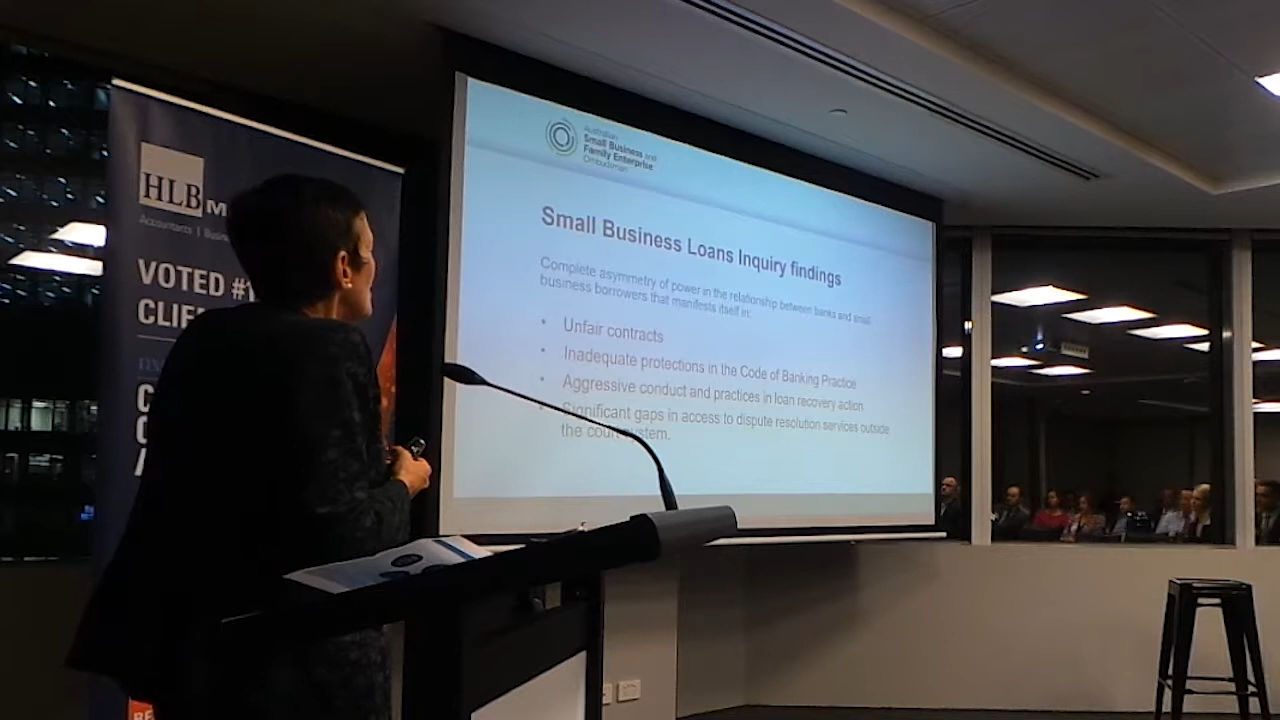 HLB M
Accountants | Busin
VOTED #1
CLIE
Australian
Small Business and
Family Enterprise
Ombudsman
Small Business Loans Inquiry findings
Complete asymmetry of power in the relationship between banks and small
business borrowers that manifests itself in:
• Unfair contracts
• Inadequate protections in the Code of Banking Practice
• Aggressive conduct and practices in loan recovery action
• Significant gaps in access to dispute resolution services outside
the court system.